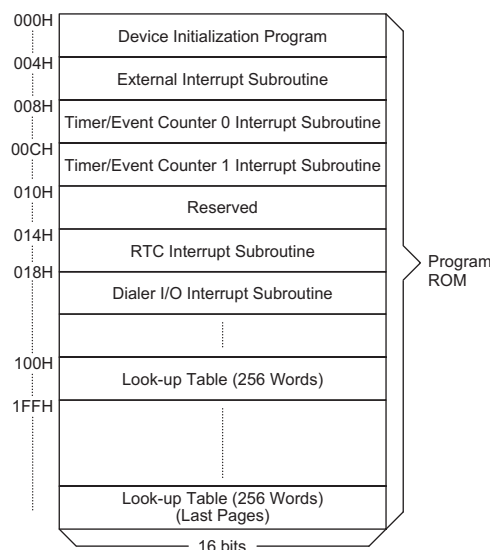 000H
Device Initialization Program
004H
External Interrupt Subroutine
008H
Timer/Event Counter 0 Interrupt Subroutine
00CH
Timer/Event Counter 1 Interrupt Subroutine
010H
Reserved
014H
RTC Interrupt Subroutine
018H
Dialer I/O Interrupt Subroutine
Program
ROM
100H
Look-up Table (256 Words)
1FFH
Look-up Table (256 Words)
(Last Pages)
16 bits